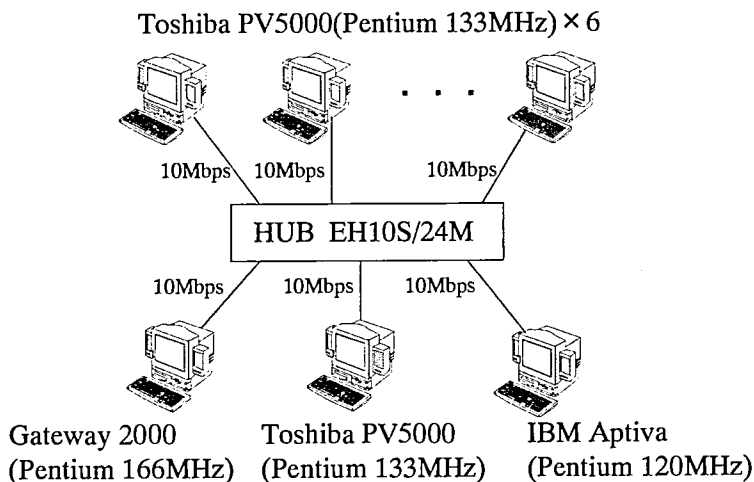 Toshiba PV5000(Pentium 133MHz)×6
10Mbps 10Mbps 10Mbps
HUB EH10S/24M
10Mbps 10Mbps 10Mbps
Gateway 2000 Toshiba PV5000 IBM Aptiva
(Pentium 166MHz) (Pentium 133MHz) (Pentium 120MHz)